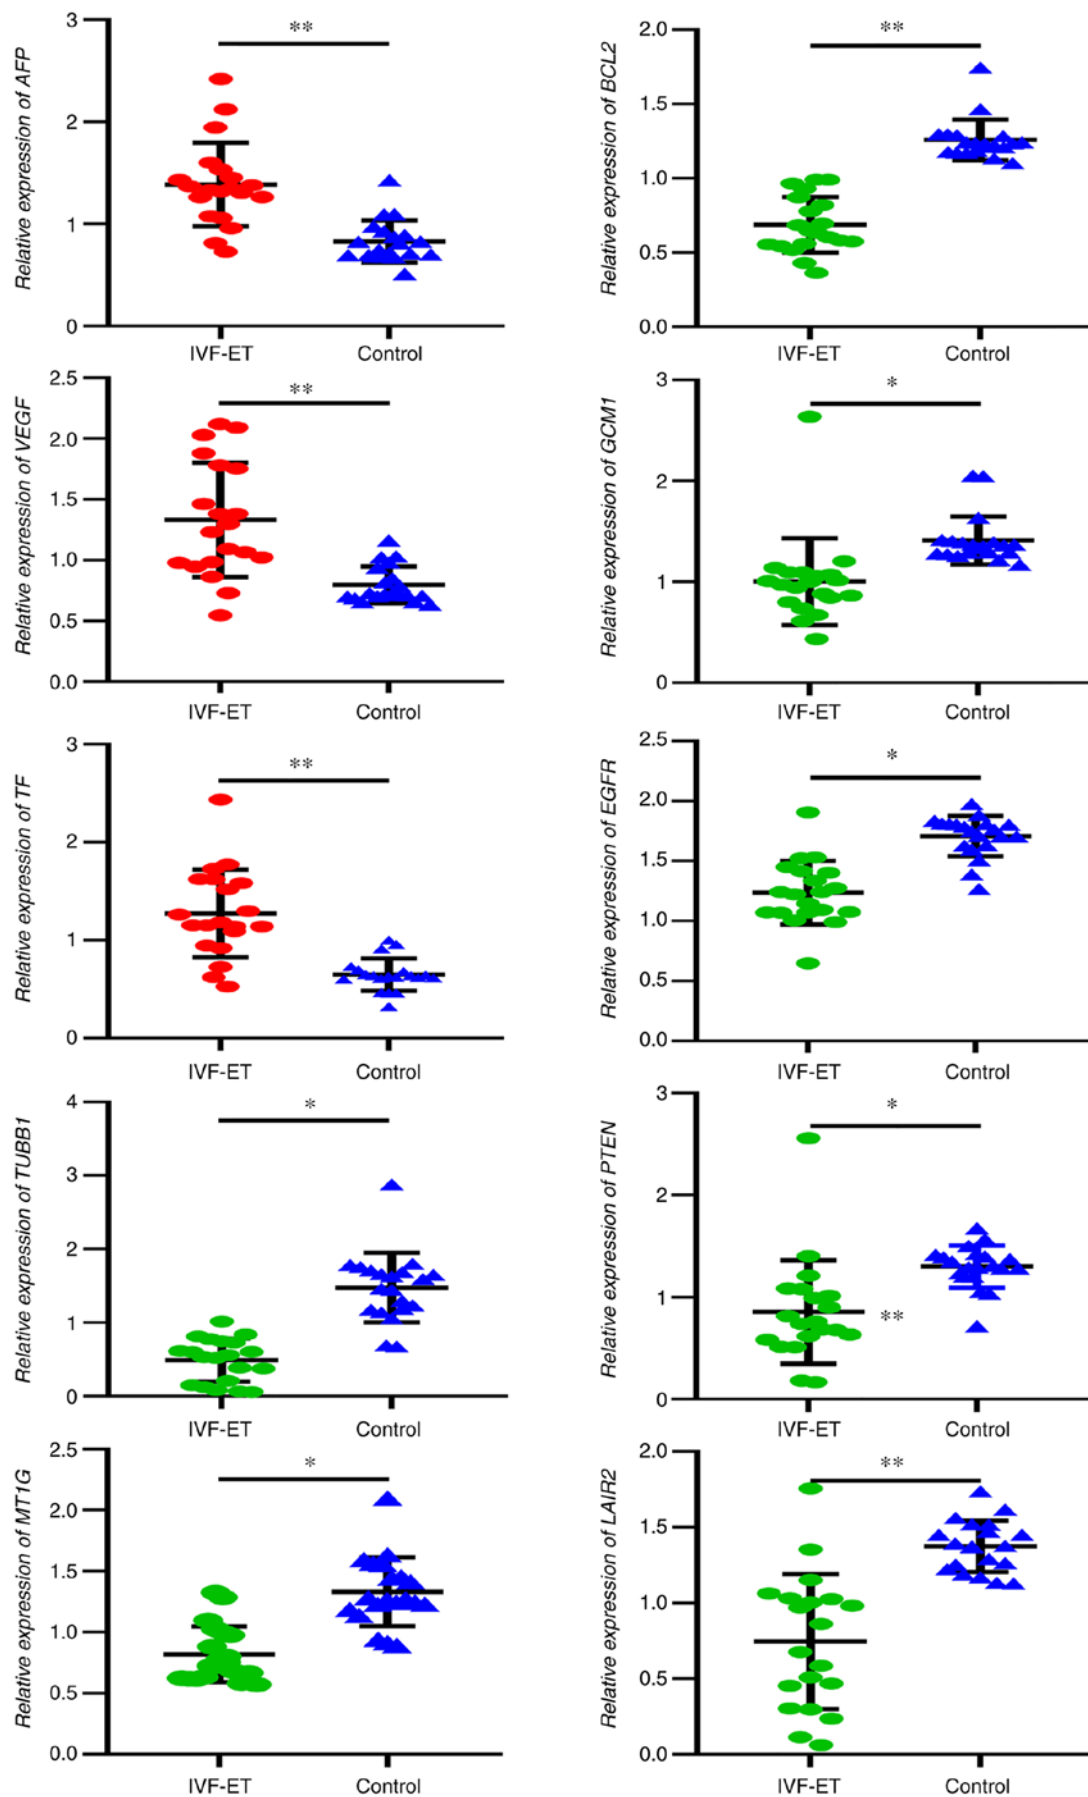 Relative expression of AFP
3
2
1
0
**
IVF-ET
Control
Relative expression of BCL2
2.0
1.5
1.0
0.5
0.0
**
IVF-ET
Control
Relative expression of VEGF
2.5
2.0
1.5
1.0
0.5
0.0
**
IVF-ET
Control
Relative expression of GCM1
3
2
1
0
*
IVF-ET
Control
Relative expression of TF
3
2
1
0
**
IVF-ET
Control
Relative expression of EGFR
2.5
2.0
1.5
1.0
0.5
0.0
*
IVF-ET
Control
Relative expression of TUBB1
4
3
2
1
0
*
IVF-ET
Control
Relative expression of PTEN
3
2
1
0
*
**
IVF-ET
Control
Relative expression of MT1G
2.5
2.0
1.5
1.0
0.5
0.0
*
IVF-ET
Control
Relative expression of LAIR2
2.0
1.5
1.0
0.5
0.0
**
IVF-ET
Control